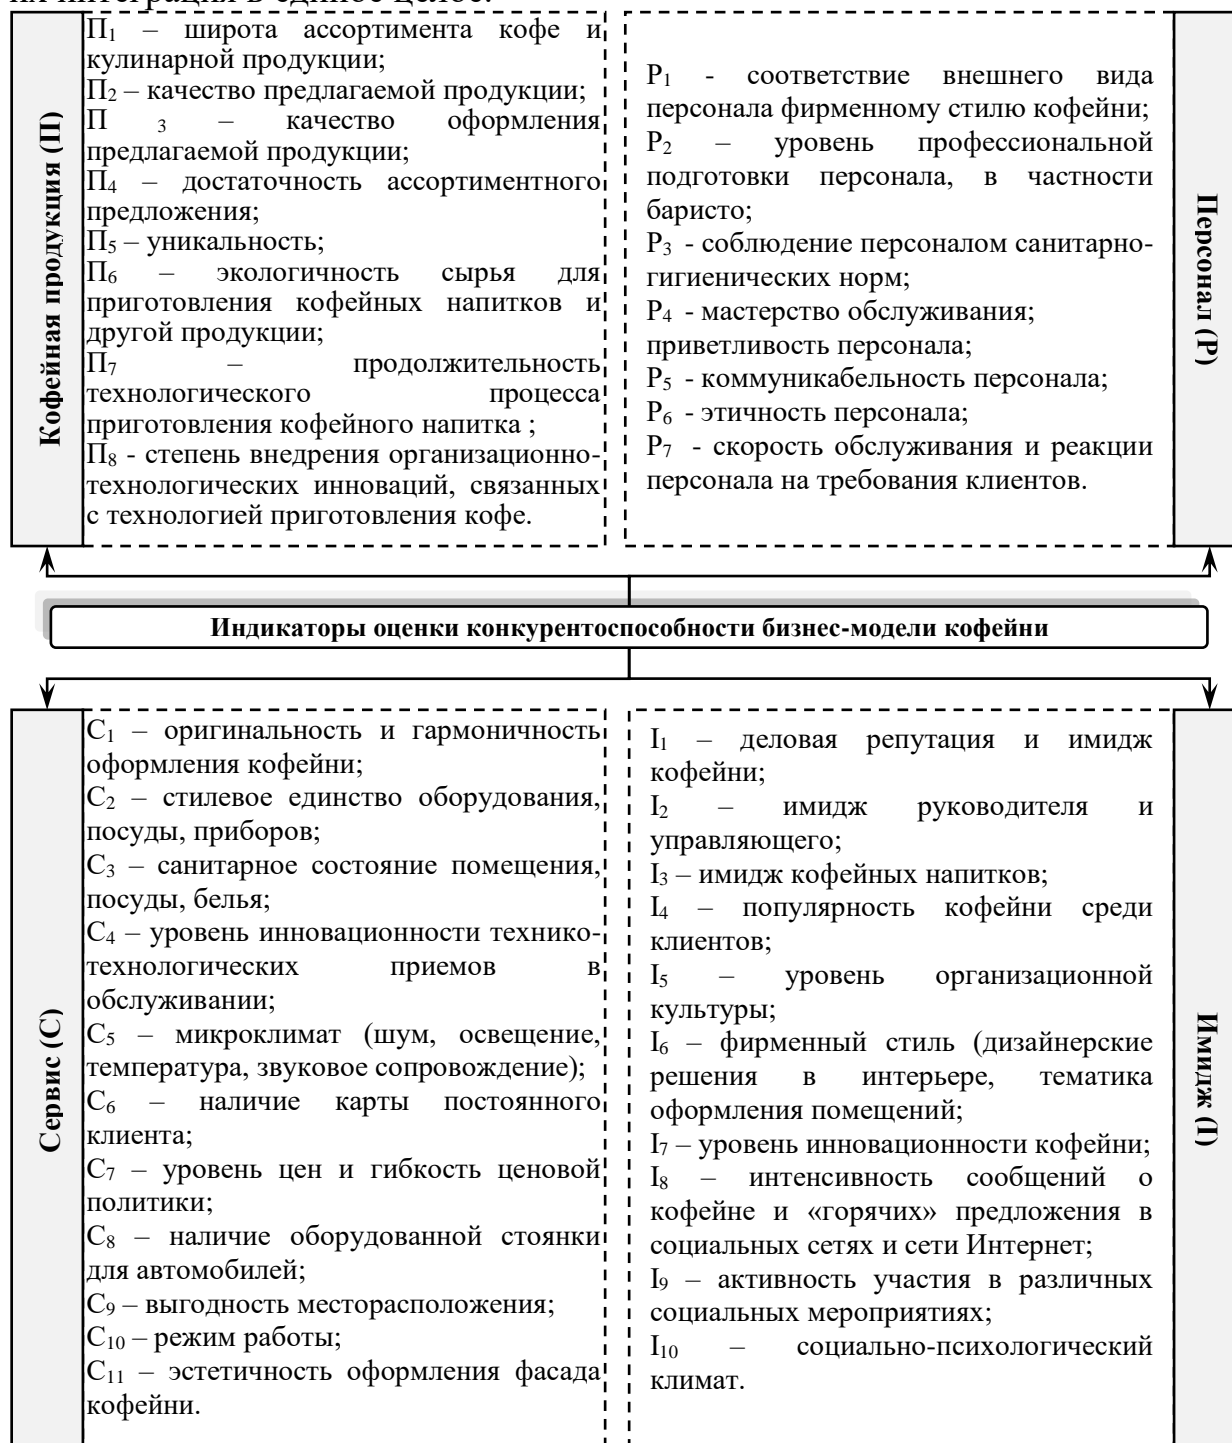 их интеграция в единое целое.
Кофейная продукция (П)
П1 – широта ассортимента кофе и
кулинарной продукции;
П2 – качество предлагаемой продукции;
П 3 – качество оформления
предлагаемой продукции;
П4 – достаточность ассортиментного
предложения;
П5 – уникальность;
П6 – экологичность сырья для
приготовления кофейных напитков и
другой продукции;
П7 – продолжительность
технологического процесса
приготовления кофейного напитка ;
П8 - степень внедрения организационно-
технологических инноваций, связанных
с технологией приготовления кофе.
P1 - соответствие внешнего вида
персонала фирменному стилю кофейни;
P2 – уровень профессиональной
подготовки персонала, в частности
баристо;
P3 - соблюдение персоналом санитарно-
гигиенических норм;
P4 - мастерство обслуживания;
приветливость персонала;
P5 - коммуникабельность персонала;
P6 - этичность персонала;
P7 - скорость обслуживания и реакции
персонала на требования клиентов.
Персонал (Р)
Индикаторы оценки конкурентоспособности бизнес-модели кофейни
Сервис (С)
С1 – оригинальность и гармоничность
оформления кофейни;
С2 – стилевое единство оборудования,
посуды, приборов;
С3 – санитарное состояние помещения,
посуды, белья;
С4 – уровень инновационности технико-
технологических приемов в
обслуживании;
С5 – микроклимат (шум, освещение,
температура, звуковое сопровождение);
С6 – наличие карты постоянного
клиента;
С7 – уровень цен и гибкость ценовой
политики;
С8 – наличие оборудованной стоянки
для автомобилей;
С9 – выгодность месторасположения;
С10 – режим работы;
С11 – эстетичность оформления фасада
кофейни.
I1 – деловая репутация и имидж
кофейни;
I2 – имидж руководителя и
управляющего;
I3 – имидж кофейных напитков;
I4 – популярность кофейни среди
клиентов;
I5 – уровень организационной
культуры;
I6 – фирменный стиль (дизайнерские
решения в интерьере, тематика
оформления помещений;
I7 – уровень инновационности кофейни;
I8 – интенсивность сообщений о
кофейне и «горячих» предложения в
социальных сетях и сети Интернет;
I9 – активность участия в различных
социальных мероприятиях;
I10 – социально-психологический
климат.
Имидж (I)